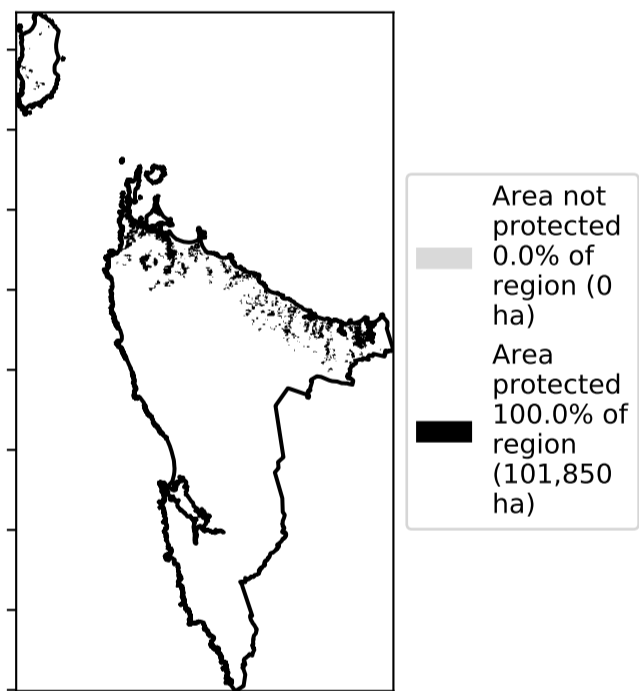 Area not
protected
0.0% of
region (0
ha)
Area
protected
100.0% of
region
(101,850
ha)